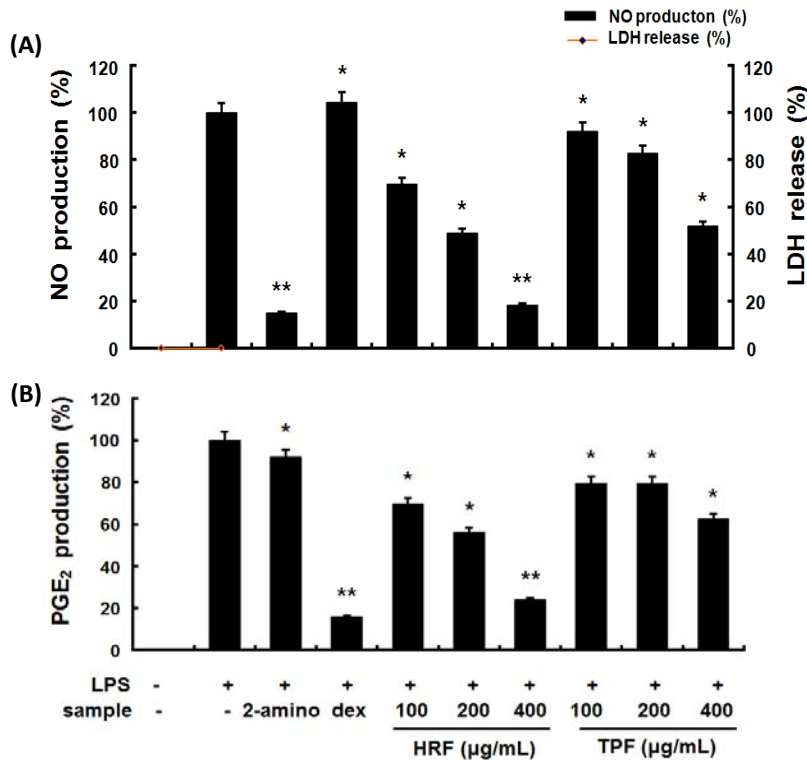 NO producton (%)
LDH release (%)
(A)
120 * 120
100 * 100
* *
80 80
60 * * 60
40 40
20 ** ** 20
0 0
NO production (%)
LDH release (%)
(B)
120
100 *
80 * * *
60 * *
40
20 ** **
0
PGE₂ production (%)
LPS - + + + + + + + + +
sample - - 2-amino dex 100 200 400 100 200 400
HRF (µg/mL) TPF (µg/mL)